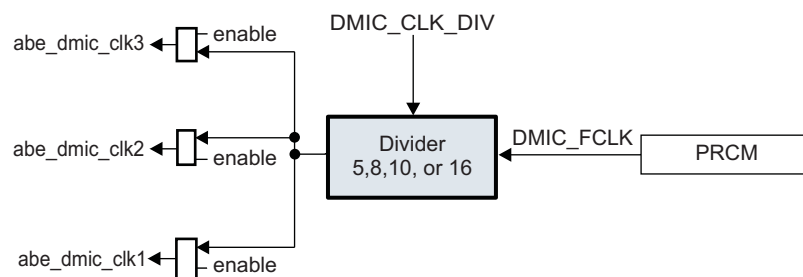 DMIC_CLK_DIV
enable
abe_dmic_clk3
Divider
5,8,10, or 16
DMIC_FCLK
PRCM
abe_dmic_clk2
enable
abe_dmic_clk1
enable